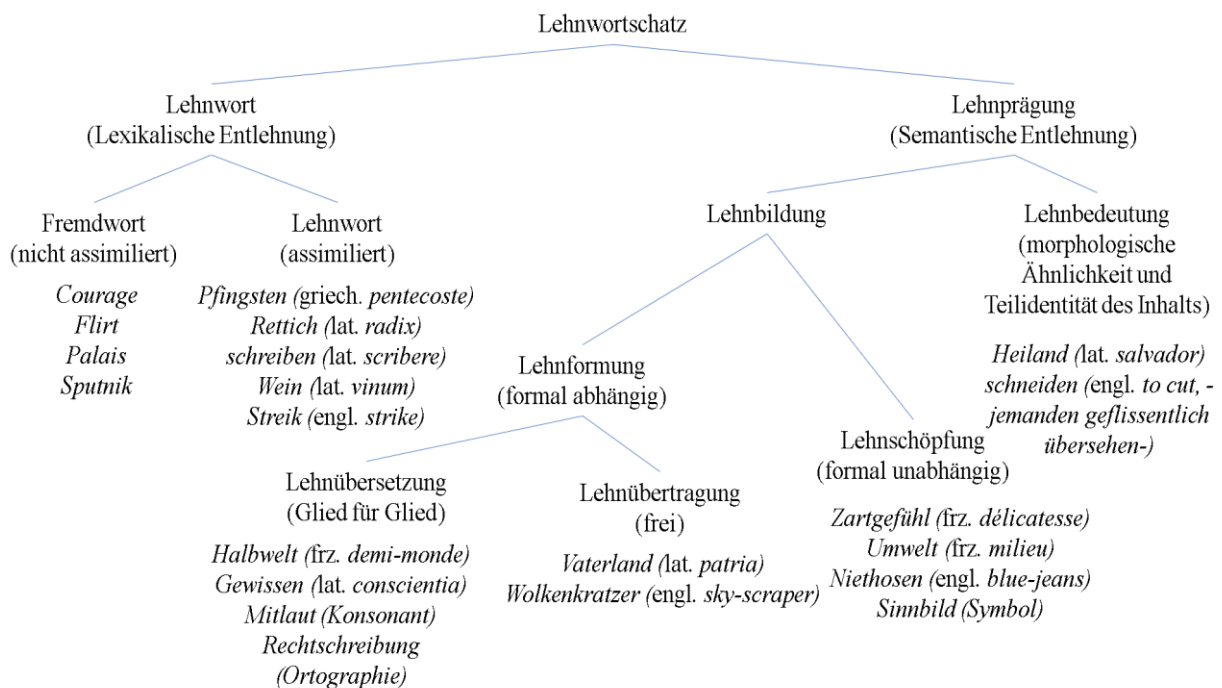 Lehnwortschatz
Lehnwort
(Lexikalische Entlehnung)
Lehnprägung
(Semantische Entlehnung)
Fremdwort
(nicht assimiliert)
Courage
Flirt
Palais
Sputnik
Lehnwort
(assimiliert)
Pfingsten (griech. pentecoste)
Rettich (lat. radix)
schreiben (lat. scribere)
Wein (lat. vinum)
Streik (engl. strike)
Lehnbildung
Lehnbedeutung
(morphologische
Ähnlichkeit und
Teilidentität des Inhalts)
Heiland (lat. salvador)
schneiden (engl. to cut, -
jemanden geflissentlich
übersehen-)
Lehnformung
(formal abhängig)
Lehnschöpfung
(formal unabhängig)
Zartgefühl (frz. délicatesse)
Umwelt (frz. milieu)
Niethosen (engl. blue-jeans)
Sinnbild (Symbol)
Lehnübersetzung
(Glied für Glied)
Halbwelt (frz. demi-monde)
Gewissen (lat. conscientia)
Mitlaut (Konsonant)
Rechtschreibung
(Ortographie)
Lehnübertragung
(frei)
Vaterland (lat. patria)
Wolkenkratzer (engl. sky-scraper)